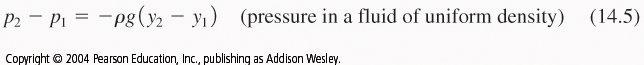 p₂ − p₁ = −ρg(y₂ − y₁) (pressure in a fluid of uniform density) (14.5)
Copyright © 2004 Pearson Education, Inc., publishing as Addison Wesley.